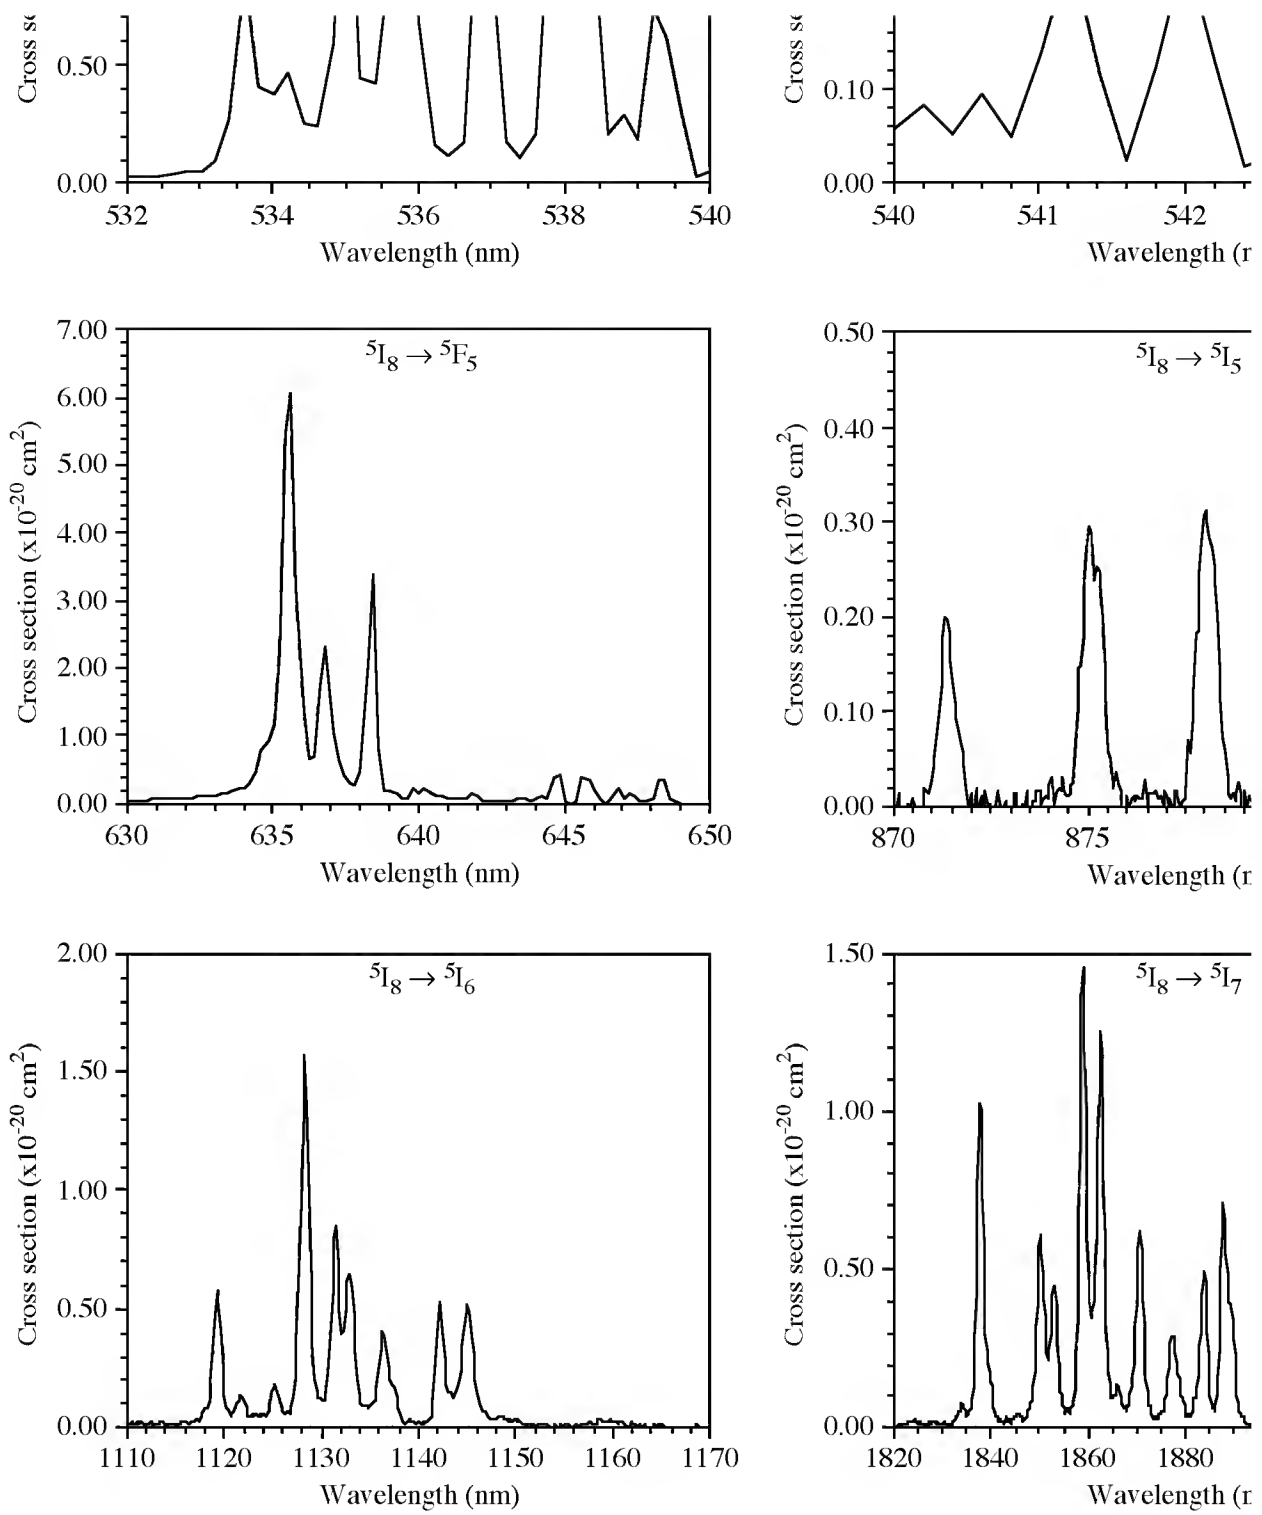 Cross se
0.50
0.00
532 534 536 538 540
Wavelength (nm)
Cross se
0.10
0.00
540 541 542
Wavelength (
⁵I₈ → ⁵F₅
7.00
6.00
5.00
4.00
3.00
2.00
1.00
0.00
Cross section (x10⁻²⁰ cm²)
630 635 640 645 650
Wavelength (nm)
⁵I₈ → ⁵I₅
0.50
0.40
0.30
0.20
0.10
0.00
Cross section (x10⁻²⁰ cm²)
870 875
Wavelength (
⁵I₈ → ⁵I₆
2.00
1.50
1.00
0.50
0.00
Cross section (x10⁻²⁰ cm²)
1110 1120 1130 1140 1150 1160 1170
Wavelength (nm)
⁵I₈ → ⁵I₇
1.50
1.00
0.50
0.00
Cross section (x10⁻²⁰ cm²)
1820 1840 1860 1880
Wavelength (